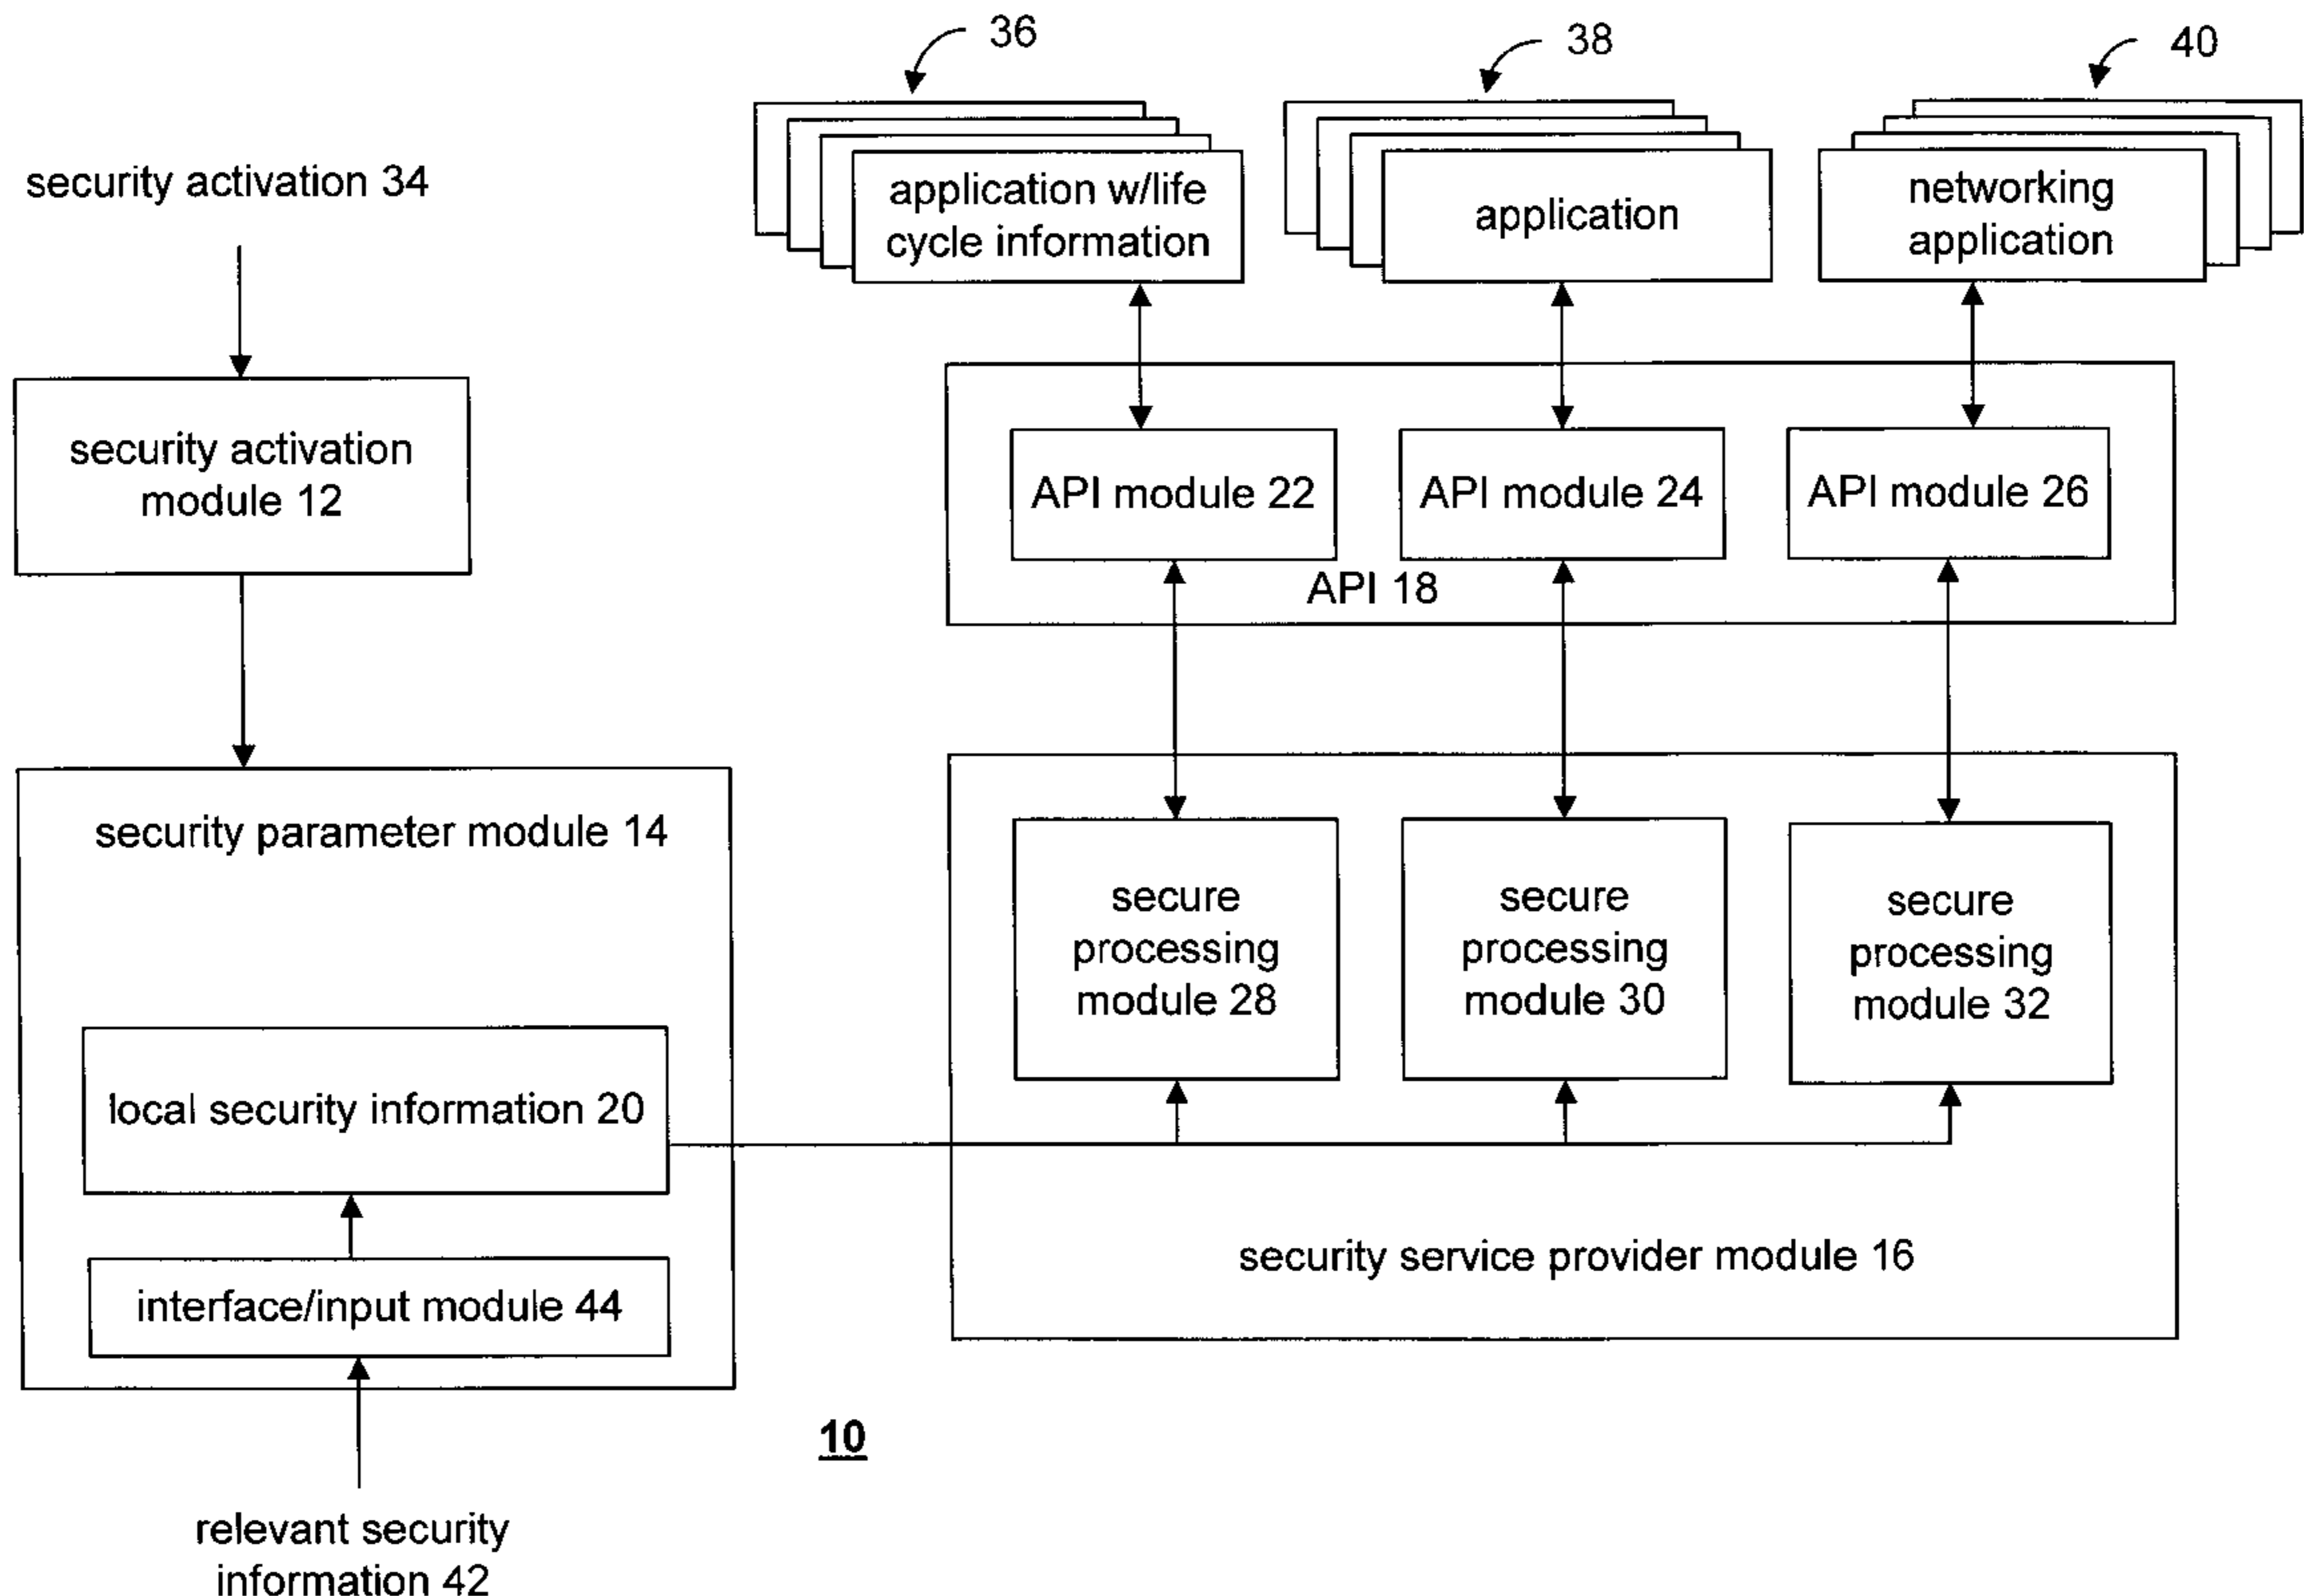 36
38
40
security activation 34
application w/life
cycle information
application
networking
application
security activation
module 12
API module 22
API module 24
API module 26
API 18
security parameter module 14
secure
processing
module 28
secure
processing
module 30
secure
processing
module 32
local security information 20
interface/input module 44
security service provider module 16
10
relevant security
information 42